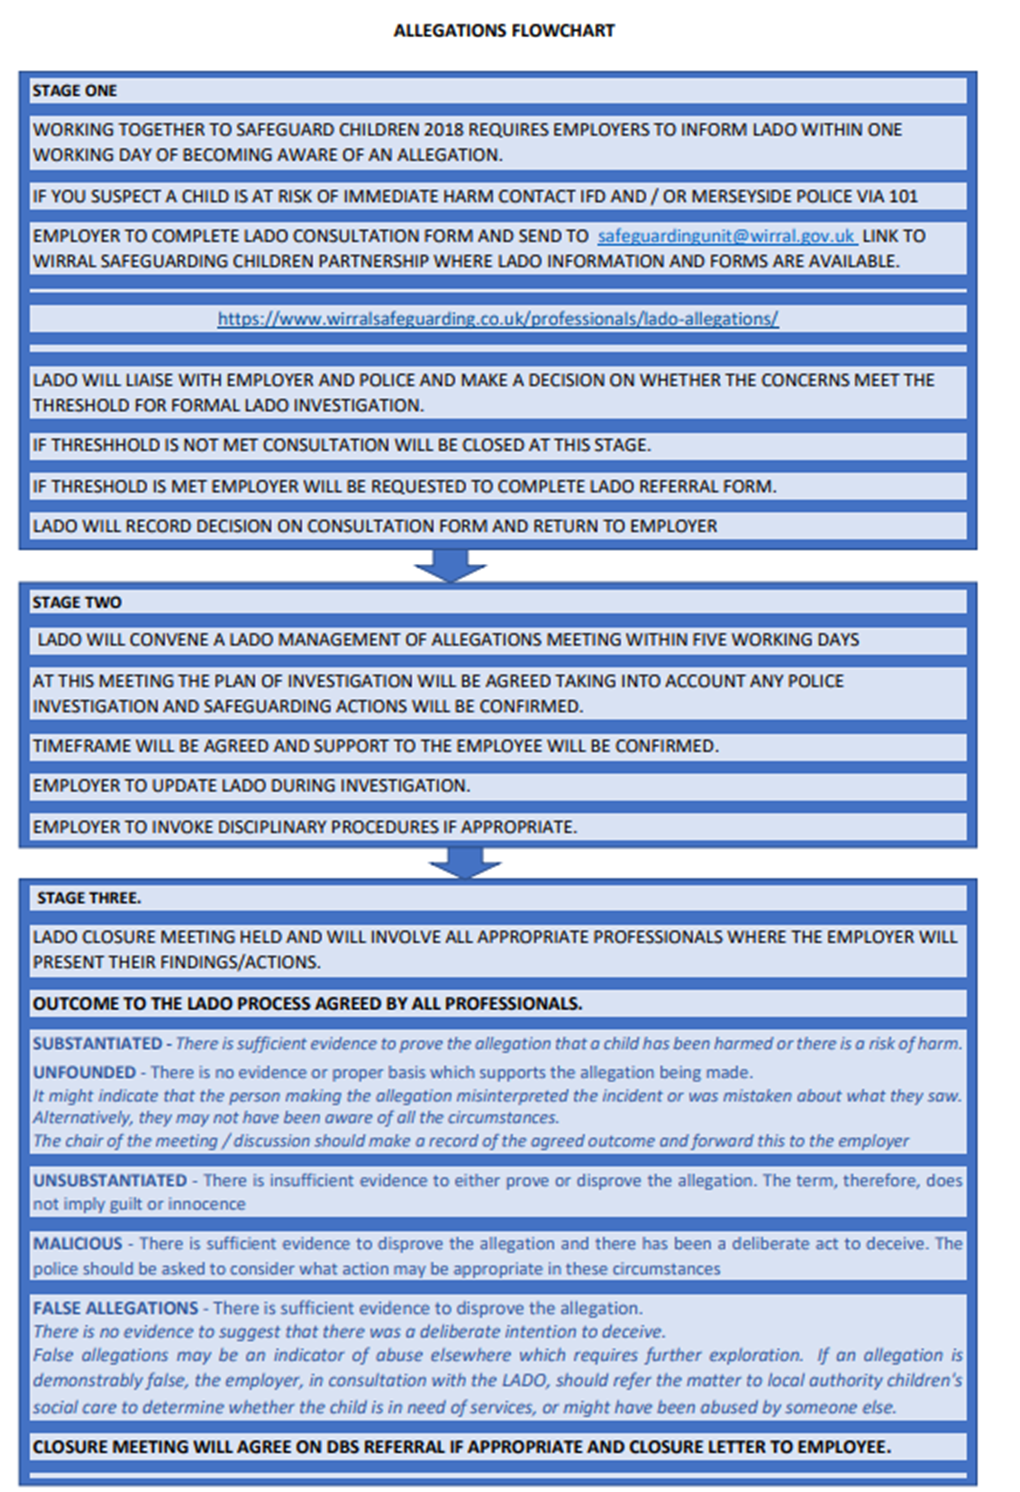 ALLEGATIONS FLOWCHART
STAGE ONE
WORKING TOGETHER TO SAFEGUARD CHILDREN 2018 REQUIRES EMPLOYERS TO INFORM LADO WITHIN ONE
WORKING DAY OF BECOMING AWARE OF AN ALLEGATION.
IF YOU SUSPECT A CHILD IS AT RISK OF IMMEDIATE HARM CONTACT IFD AND / OR MERSEYSIDE POLICE VIA 101
EMPLOYER TO COMPLETE LADO CONSULTATION FORM AND SEND TO safeguardingunit@wirral.gov.uk LINK TO
WIRRAL SAFEGUARDING CHILDREN PARTNERSHIP WHERE LADO INFORMATION AND FORMS ARE AVAILABLE.
https://www.wirralsafeguarding.co.uk/professionals/lado-allegations/
LADO WILL LIAISE WITH EMPLOYER AND POLICE AND MAKE A DECISION ON WHETHER THE CONCERNS MEET THE
THRESHOLD FOR FORMAL LADO INVESTIGATION.
IF THRESHHOLD IS NOT MET CONSULTATION WILL BE CLOSED AT THIS STAGE.
IF THRESHOLD IS MET EMPLOYER WILL BE REQUESTED TO COMPLETE LADO REFERRAL FORM.
LADO WILL RECORD DECISION ON CONSULTATION FORM AND RETURN TO EMPLOYER
STAGE TWO
LADO WILL CONVENE A LADO MANAGEMENT OF ALLEGATIONS MEETING WITHIN FIVE WORKING DAYS
AT THIS MEETING THE PLAN OF INVESTIGATION WILL BE AGREED TAKING INTO ACCOUNT ANY POLICE
INVESTIGATION AND SAFEGUARDING ACTIONS WILL BE CONFIRMED.
TIMEFRAME WILL BE AGREED AND SUPPORT TO THE EMPLOYEE WILL BE CONFIRMED.
EMPLOYER TO UPDATE LADO DURING INVESTIGATION.
EMPLOYER TO INVOKE DISCIPLINARY PROCEDURES IF APPROPRIATE.
STAGE THREE.
LADO CLOSURE MEETING HELD AND WILL INVOLVE ALL APPROPRIATE PROFESSIONALS WHERE THE EMPLOYER WILL
PRESENT THEIR FINDINGS/ACTIONS.
OUTCOME TO THE LADO PROCESS AGREED BY ALL PROFESSIONALS.
SUBSTANTIATED - There is sufficient evidence to prove the allegation that a child has been harmed or there is a risk of harm.
UNFOUNDED - There is no evidence or proper basis which supports the allegation being made.
It might indicate that the person making the allegation misinterpreted the incident or was mistaken about what they saw.
Alternatively, they may not have been aware of all the circumstances.
The chair of the meeting / discussion should make a record of the agreed outcome and forward this to the employer
UNSUBSTANTIATED - There is insufficient evidence to either prove or disprove the allegation. The term, therefore, does
not imply guilt or innocence
MALICIOUS - There is sufficient evidence to disprove the allegation and there has been a deliberate act to deceive. The
police should be asked to consider what action may be appropriate in these circumstances
FALSE ALLEGATIONS - There is sufficient evidence to disprove the allegation.
There is no evidence to suggest that there was a deliberate intention to deceive.
False allegations may be an indicator of abuse elsewhere which requires further exploration. If an allegation is
demonstrably false, the employer, in consultation with the LADO, should refer the matter to local authority children's
social care to determine whether the child is in need of services, or might have been abused by someone else.
CLOSURE MEETING WILL AGREE ON DBS REFERRAL IF APPROPRIATE AND CLOSURE LETTER TO EMPLOYEE.